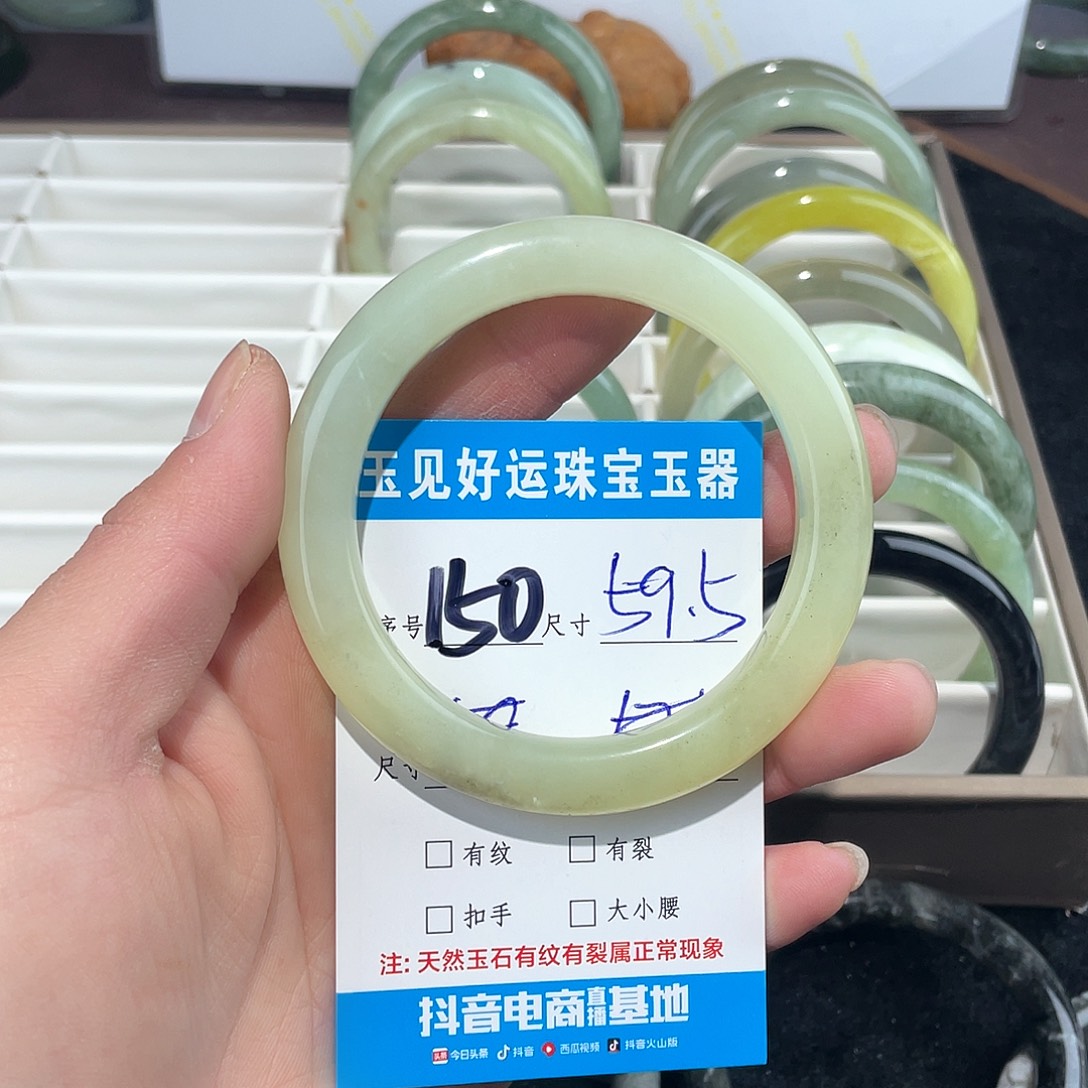 玉见好运珠宝玉器
序号 150 尺寸 59.5
尺寸
有纹 有裂
扣手 大小腰
注: 天然玉石有纹有裂属正常现象
抖音电商直播基地
头条 今日头条 抖音 西瓜视频 抖音火山版